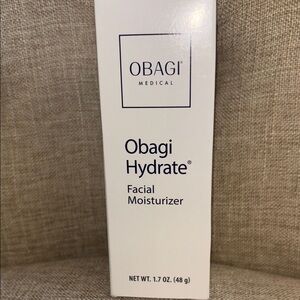 OBAGI®
MEDICAL
Obagi
Hydrate®
Facial
Moisturizer
NET WT. 1.7 OZ. (48 g)